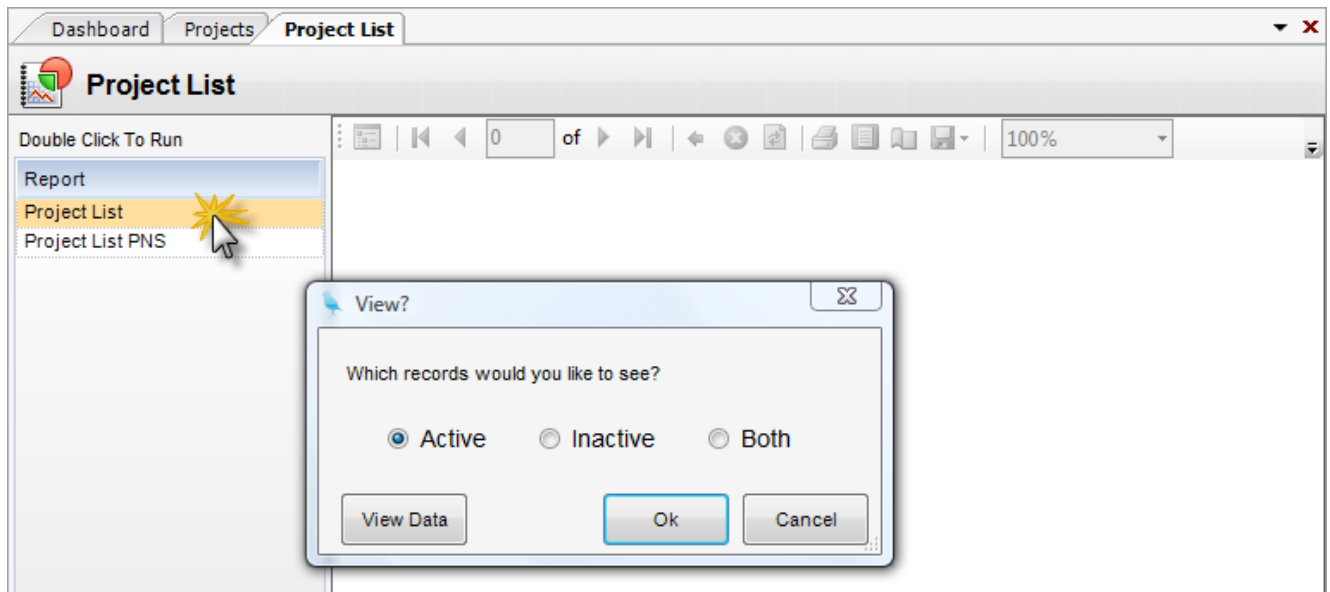 Dashboard Projects Project List
Project List
Double Click To Run
0 of 100%
Report
Project List
Project List PNS
View?
Which records would you like to see?
Active Inactive Both
View Data Ok Cancel